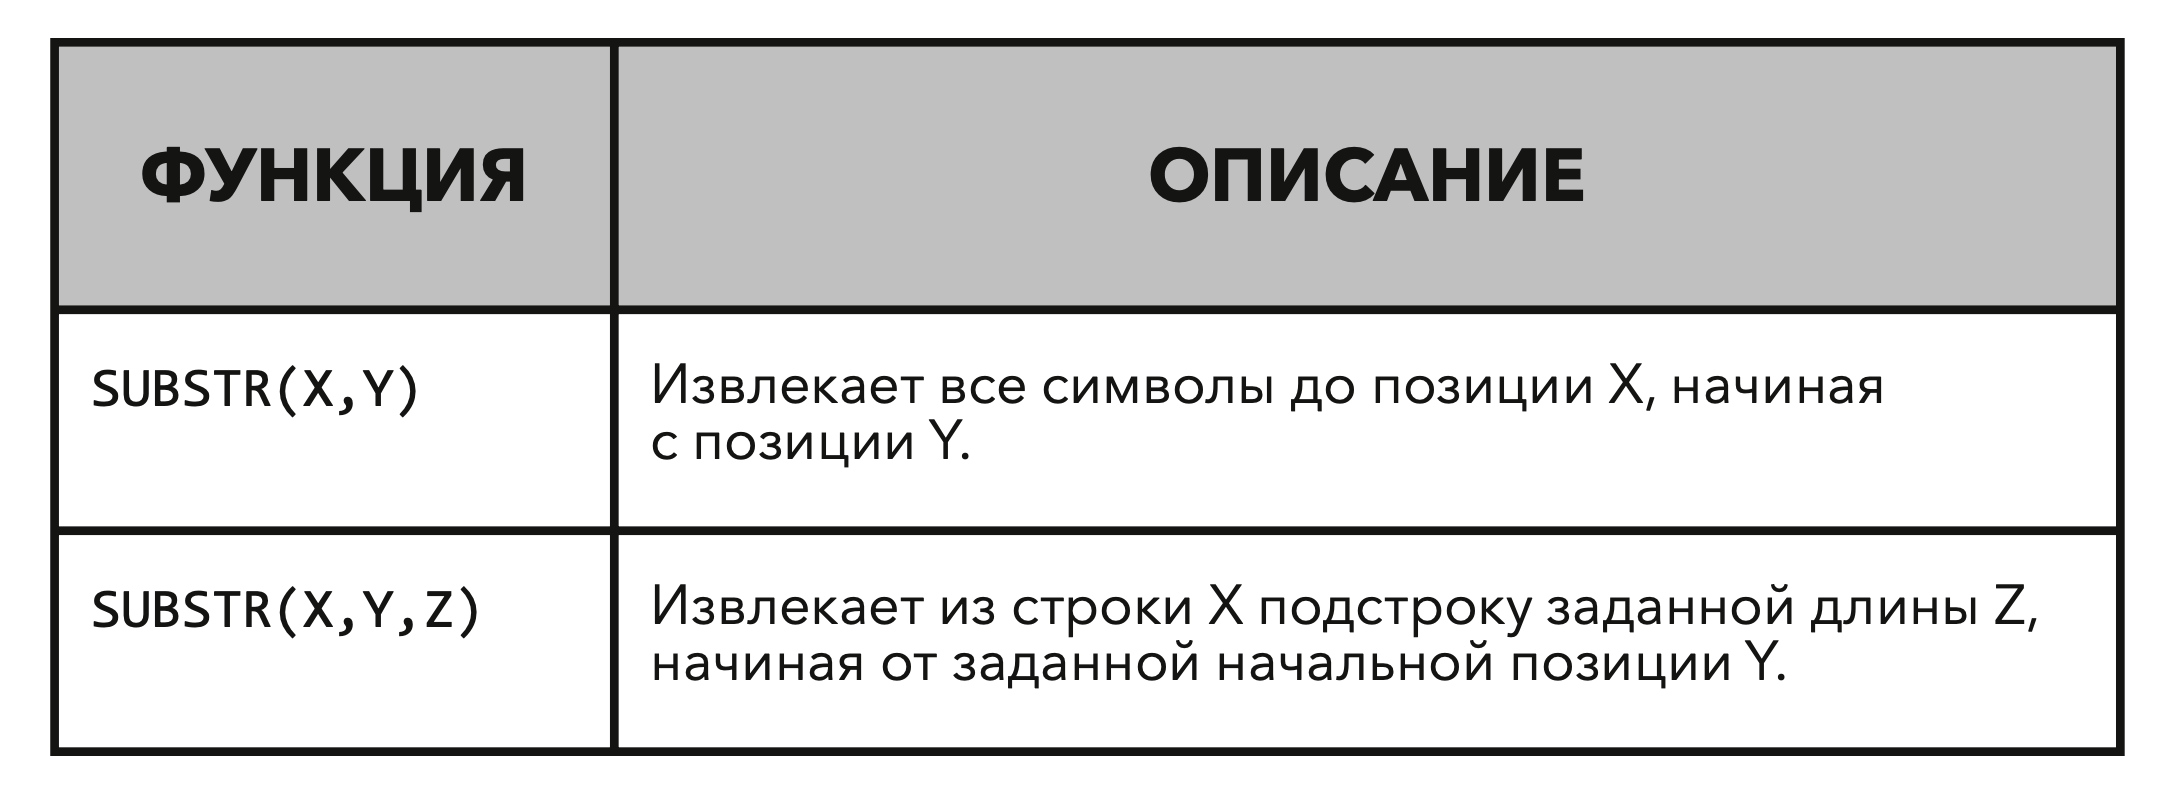 ФУНКЦИЯ
ОПИСАНИЕ
SUBSTR(X,Y)
Извлекает все символы до позиции X, начиная
с позиции Y.
SUBSTR(X,Y,Z)
Извлекает из строки X подстроку заданной длины Z,
начиная от заданной начальной позиции Y.